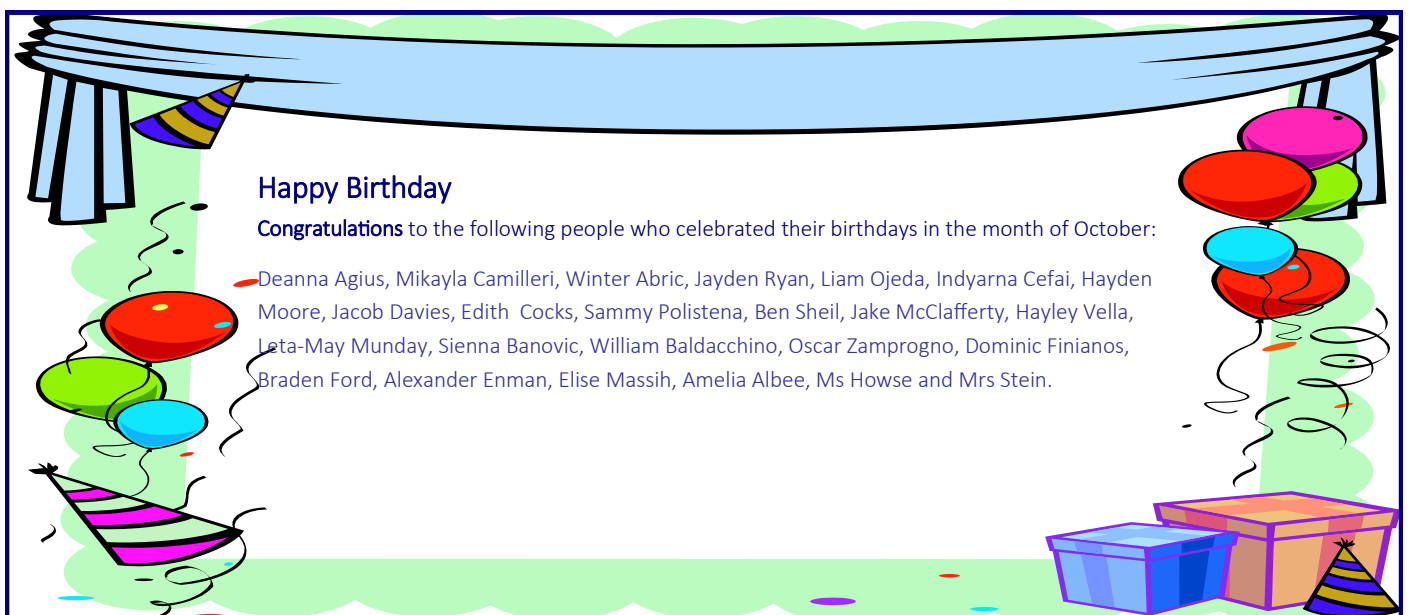 Happy Birthday
Congratulations to the following people who celebrated their birthdays in the month of October:
Deanna Agius, Mikayla Camilleri, Winter Abric, Jayden Ryan, Liam Ojeda, Indyarna Cefai, Hayden
Moore, Jacob Davies, Edith  Cocks, Sammy Polistena, Ben Sheil, Jake McClafferty, Hayley Vella,
Leta-May Munday, Sienna Banovic, William Baldacchino, Oscar Zamprogno, Dominic Finianos,
Braden Ford, Alexander Enman, Elise Massih, Amelia Albee, Ms Howse and Mrs Stein.